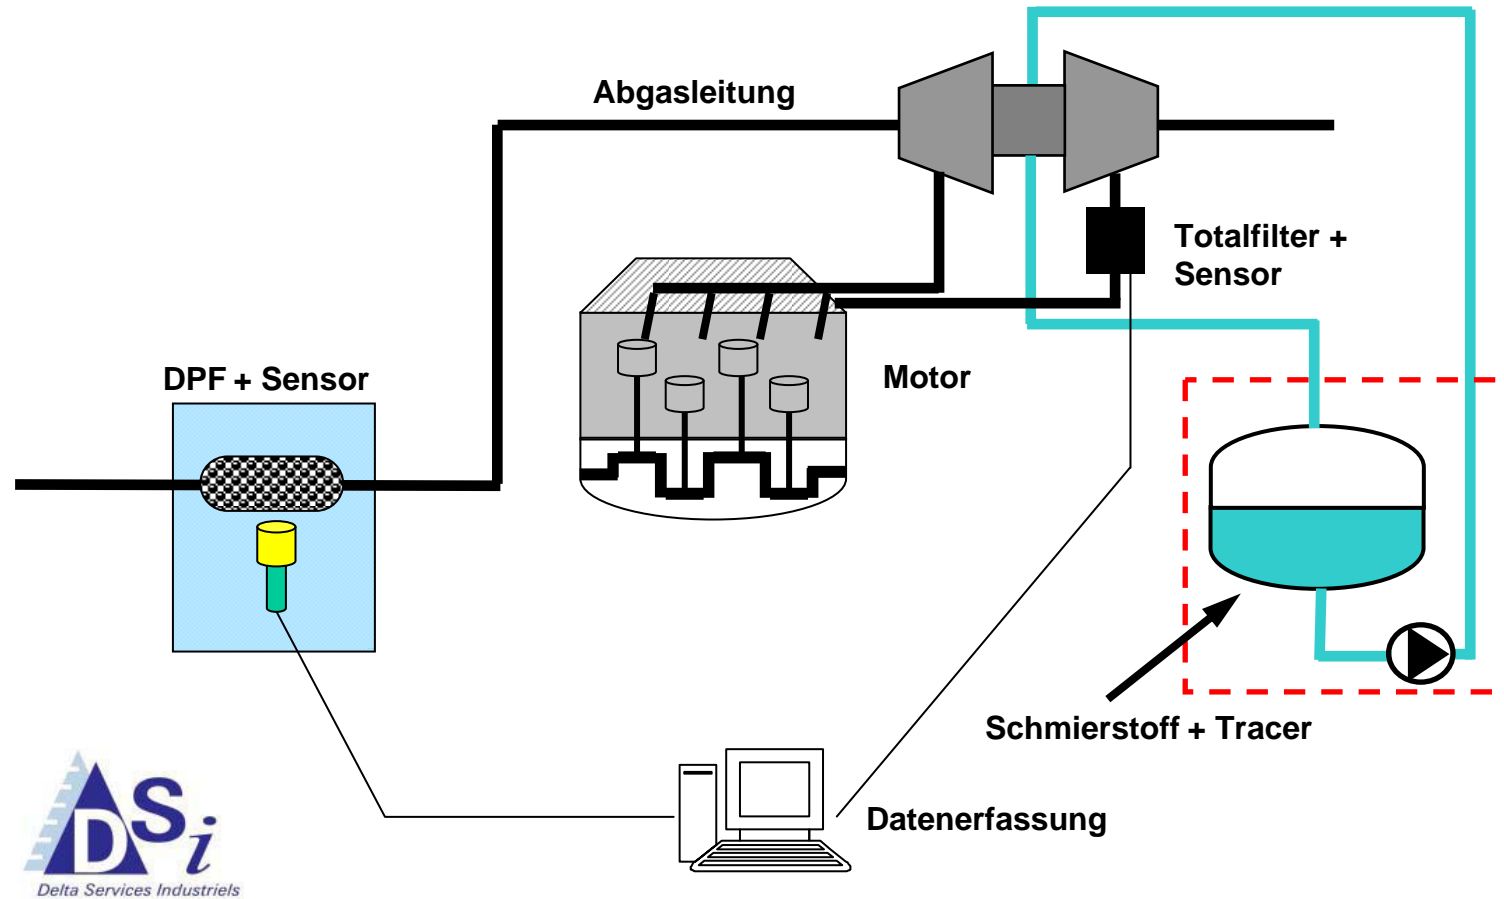 Abgasleitung
Totalfilter +
Sensor
DPF + Sensor
Motor
Schmierstoff + Tracer
Datenerfassung
DSi
Delta Services Industriels